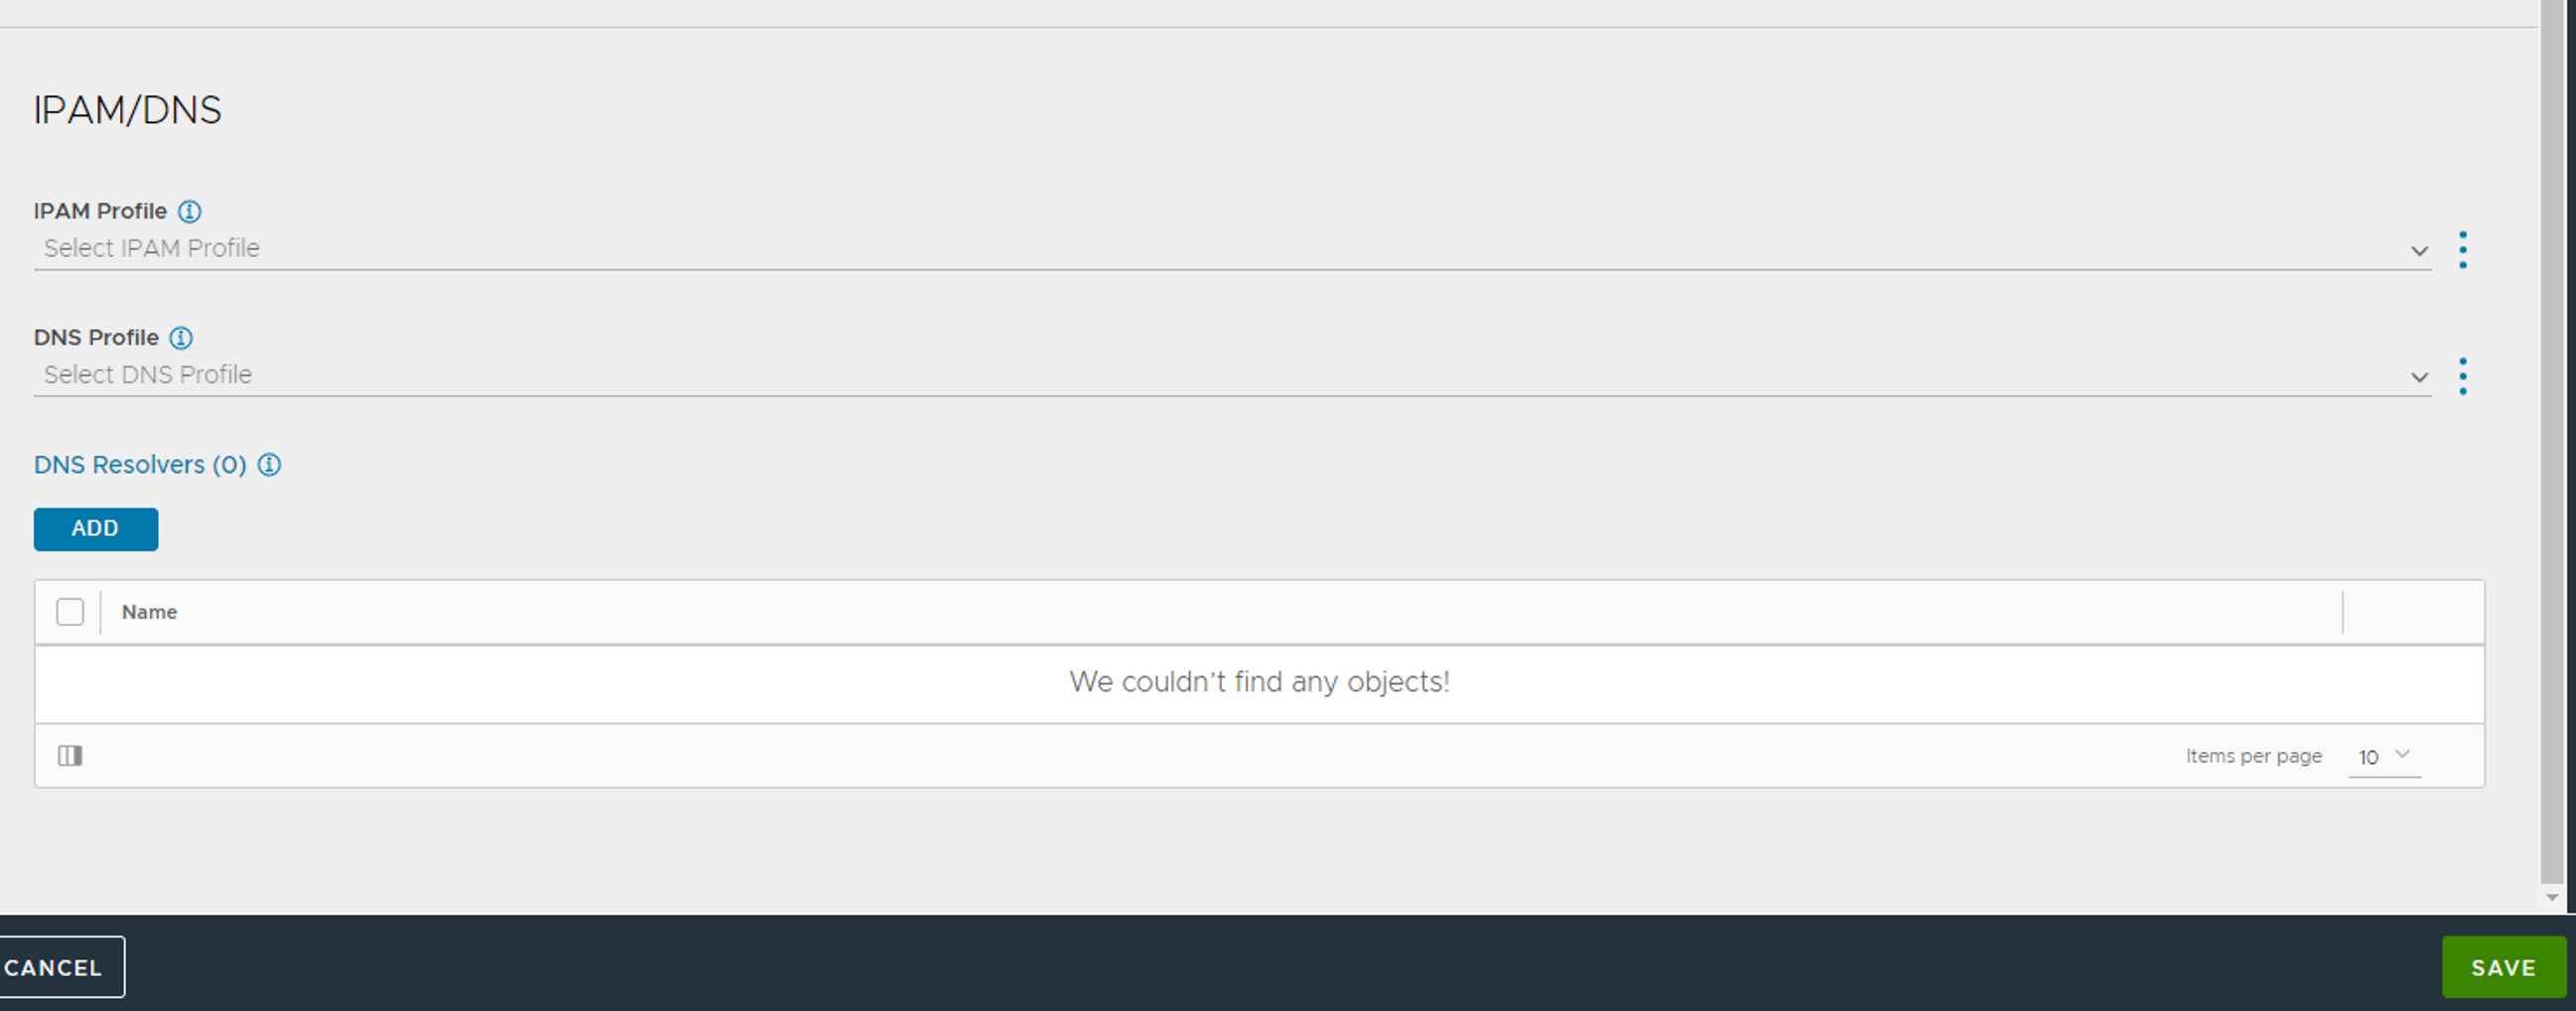 IPAM/DNS
IPAM Profile
Select IPAM Profile
DNS Profile
Select DNS Profile
DNS Resolvers (0)
ADD
Name
We couldn't find any objects!
Items per page 10
CANCEL SAVE